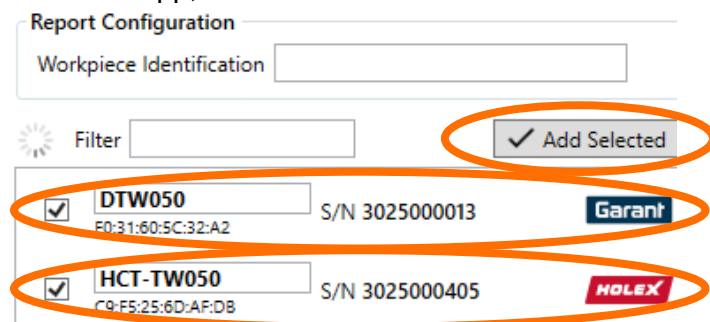 Report Configuration
Workpiece Identification
Filter
Add Selected
DTW050
F0:31:60:5C:32:A2
S/N 3025000013
Garant
HCT-TW050
C9:F5:25:6D:AF:DB
S/N 3025000405
HOLEX